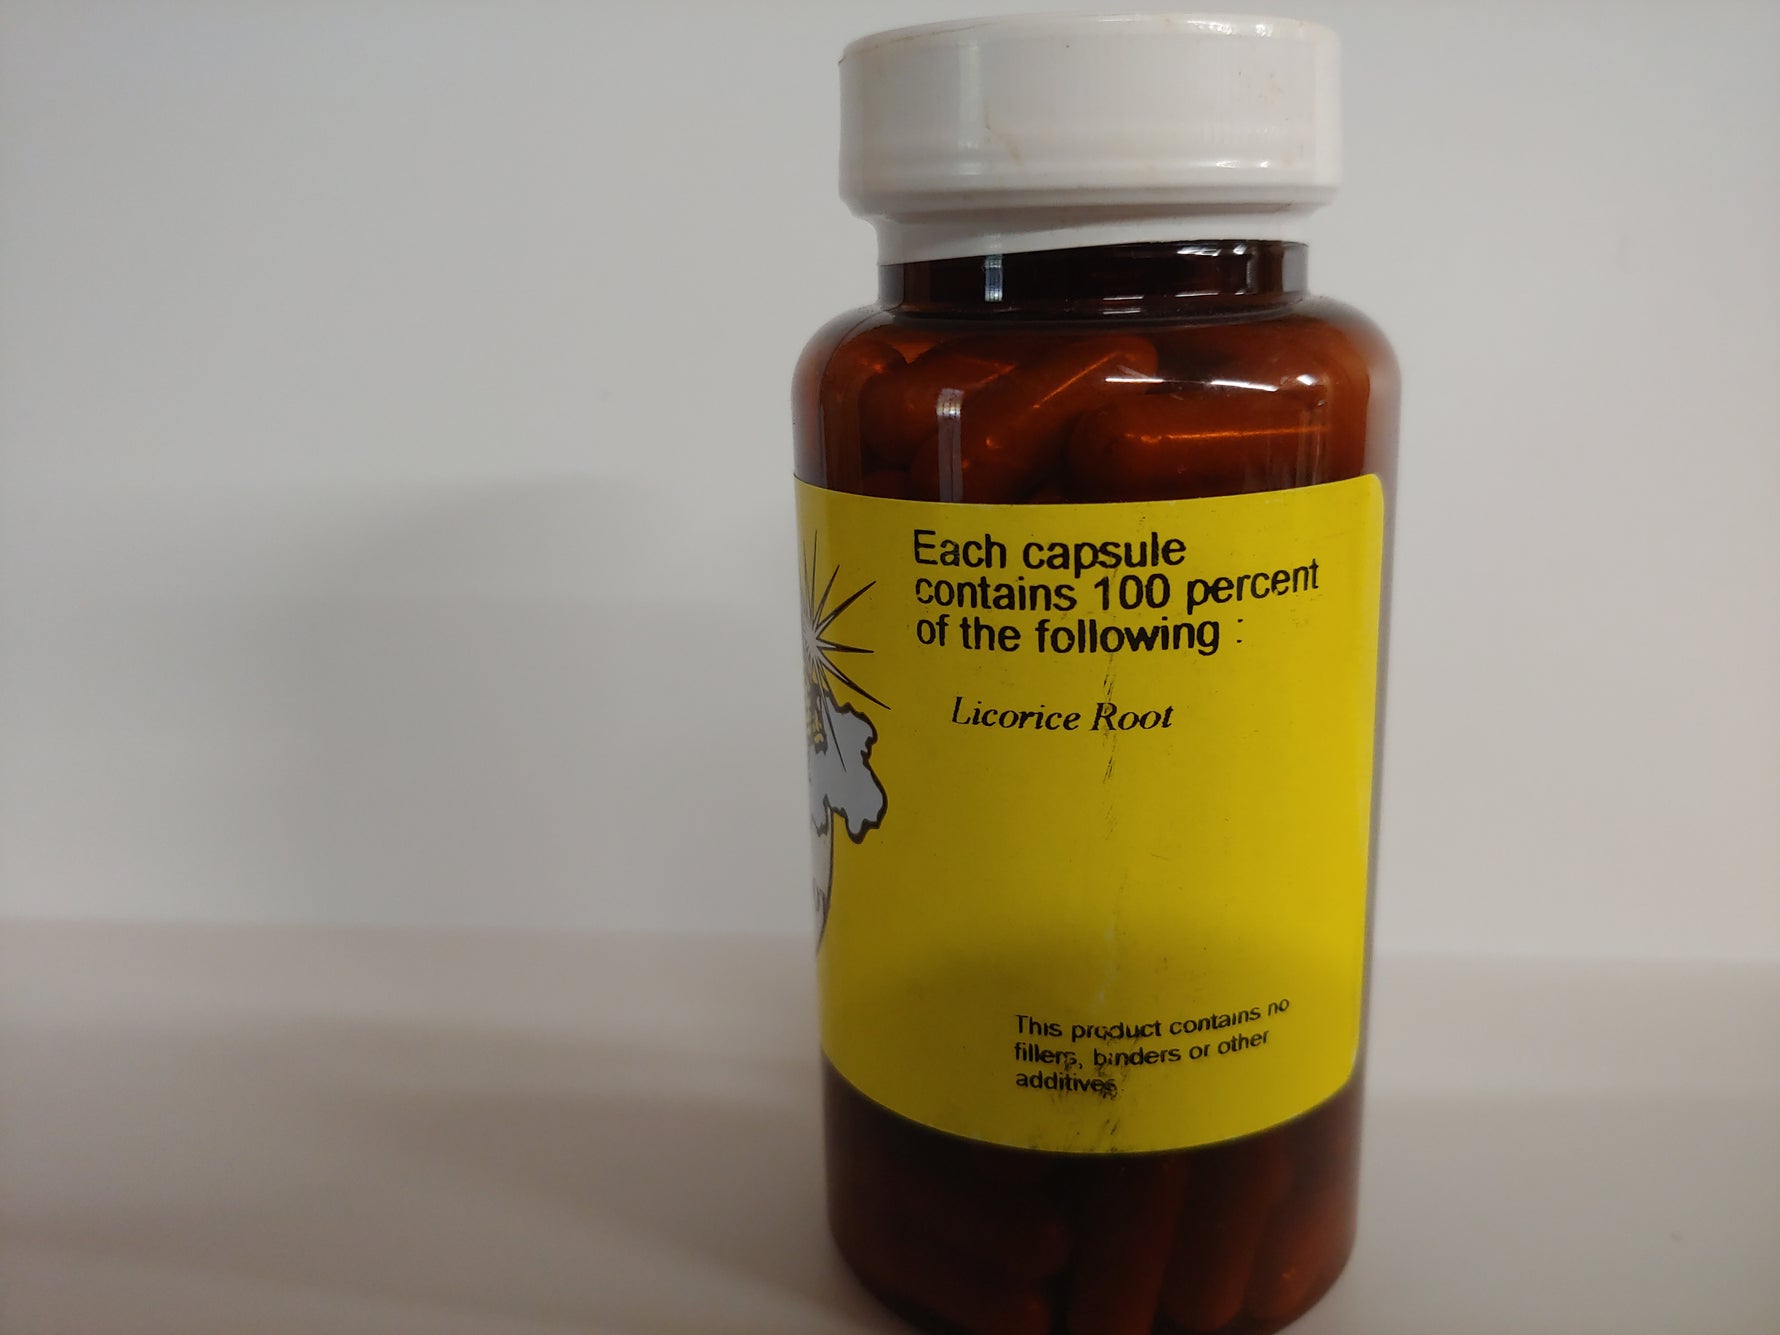 Each capsule
contains 100 percent
of the following :
Licorice Root
This product contains no
fillers, binders or other
additives